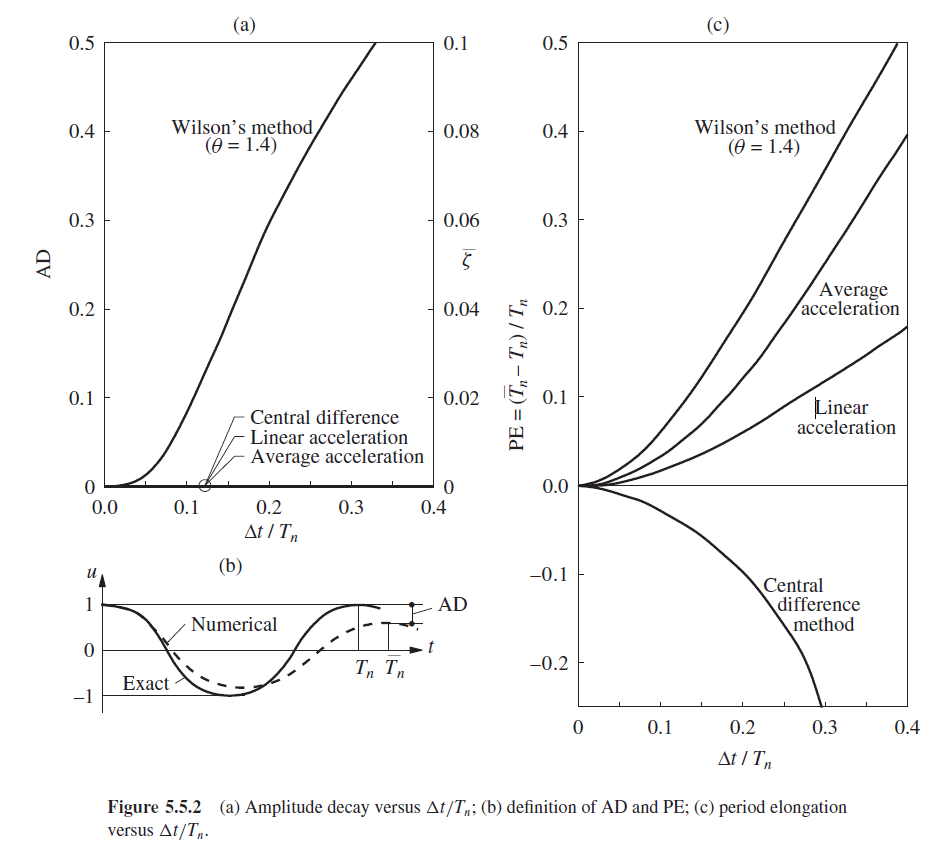 (a)
0.5
0.4
0.3
0.2
0.1
0
AD
0.1
0.08
0.06
0.04
0.02
0
ζ̅
Wilson's method
(θ = 1.4)
Central difference
Linear acceleration
Average acceleration
0.0 0.1 0.2 0.3 0.4
Δt / Tn
(b)
u
1
0
−1
Numerical
Exact
Tn T̅n
AD
t
(c)
0.5
0.4
0.3
0.2
0.1
0.0
−0.1
−0.2
PE = (T̅n − Tn) / Tn
Wilson's method
(θ = 1.4)
Average
acceleration
Linear
acceleration
Central
difference
method
0 0.1 0.2 0.3 0.4
Δt / Tn
Figure 5.5.2 (a) Amplitude decay versus Δt/Tn; (b) definition of AD and PE; (c) period elongation
versus Δt/Tn.